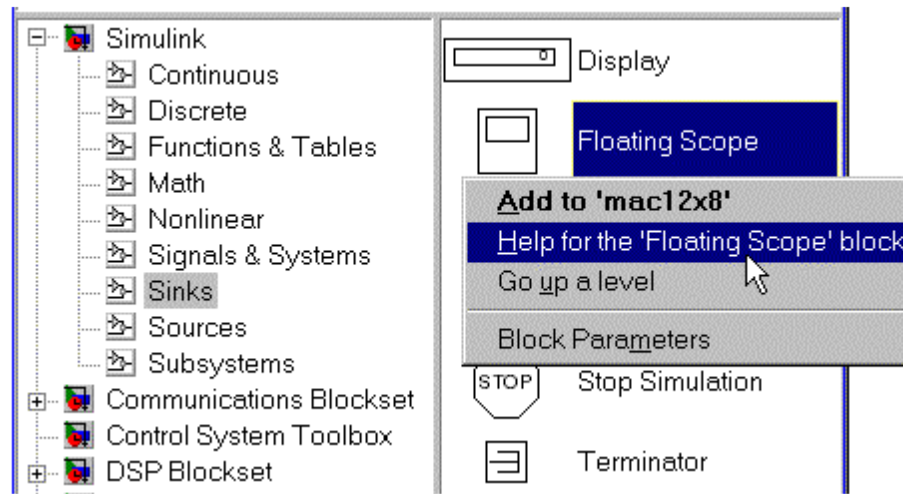 Simulink
Continuous
Discrete
Functions & Tables
Math
Nonlinear
Signals & Systems
Sinks
Sources
Subsystems
Communications Blockset
Control System Toolbox
DSP Blockset
Display
Floating Scope
Add to 'mac12x8'
Help for the 'Floating Scope' block
Go up a level
Block Parameters
STOP
Stop Simulation
Terminator